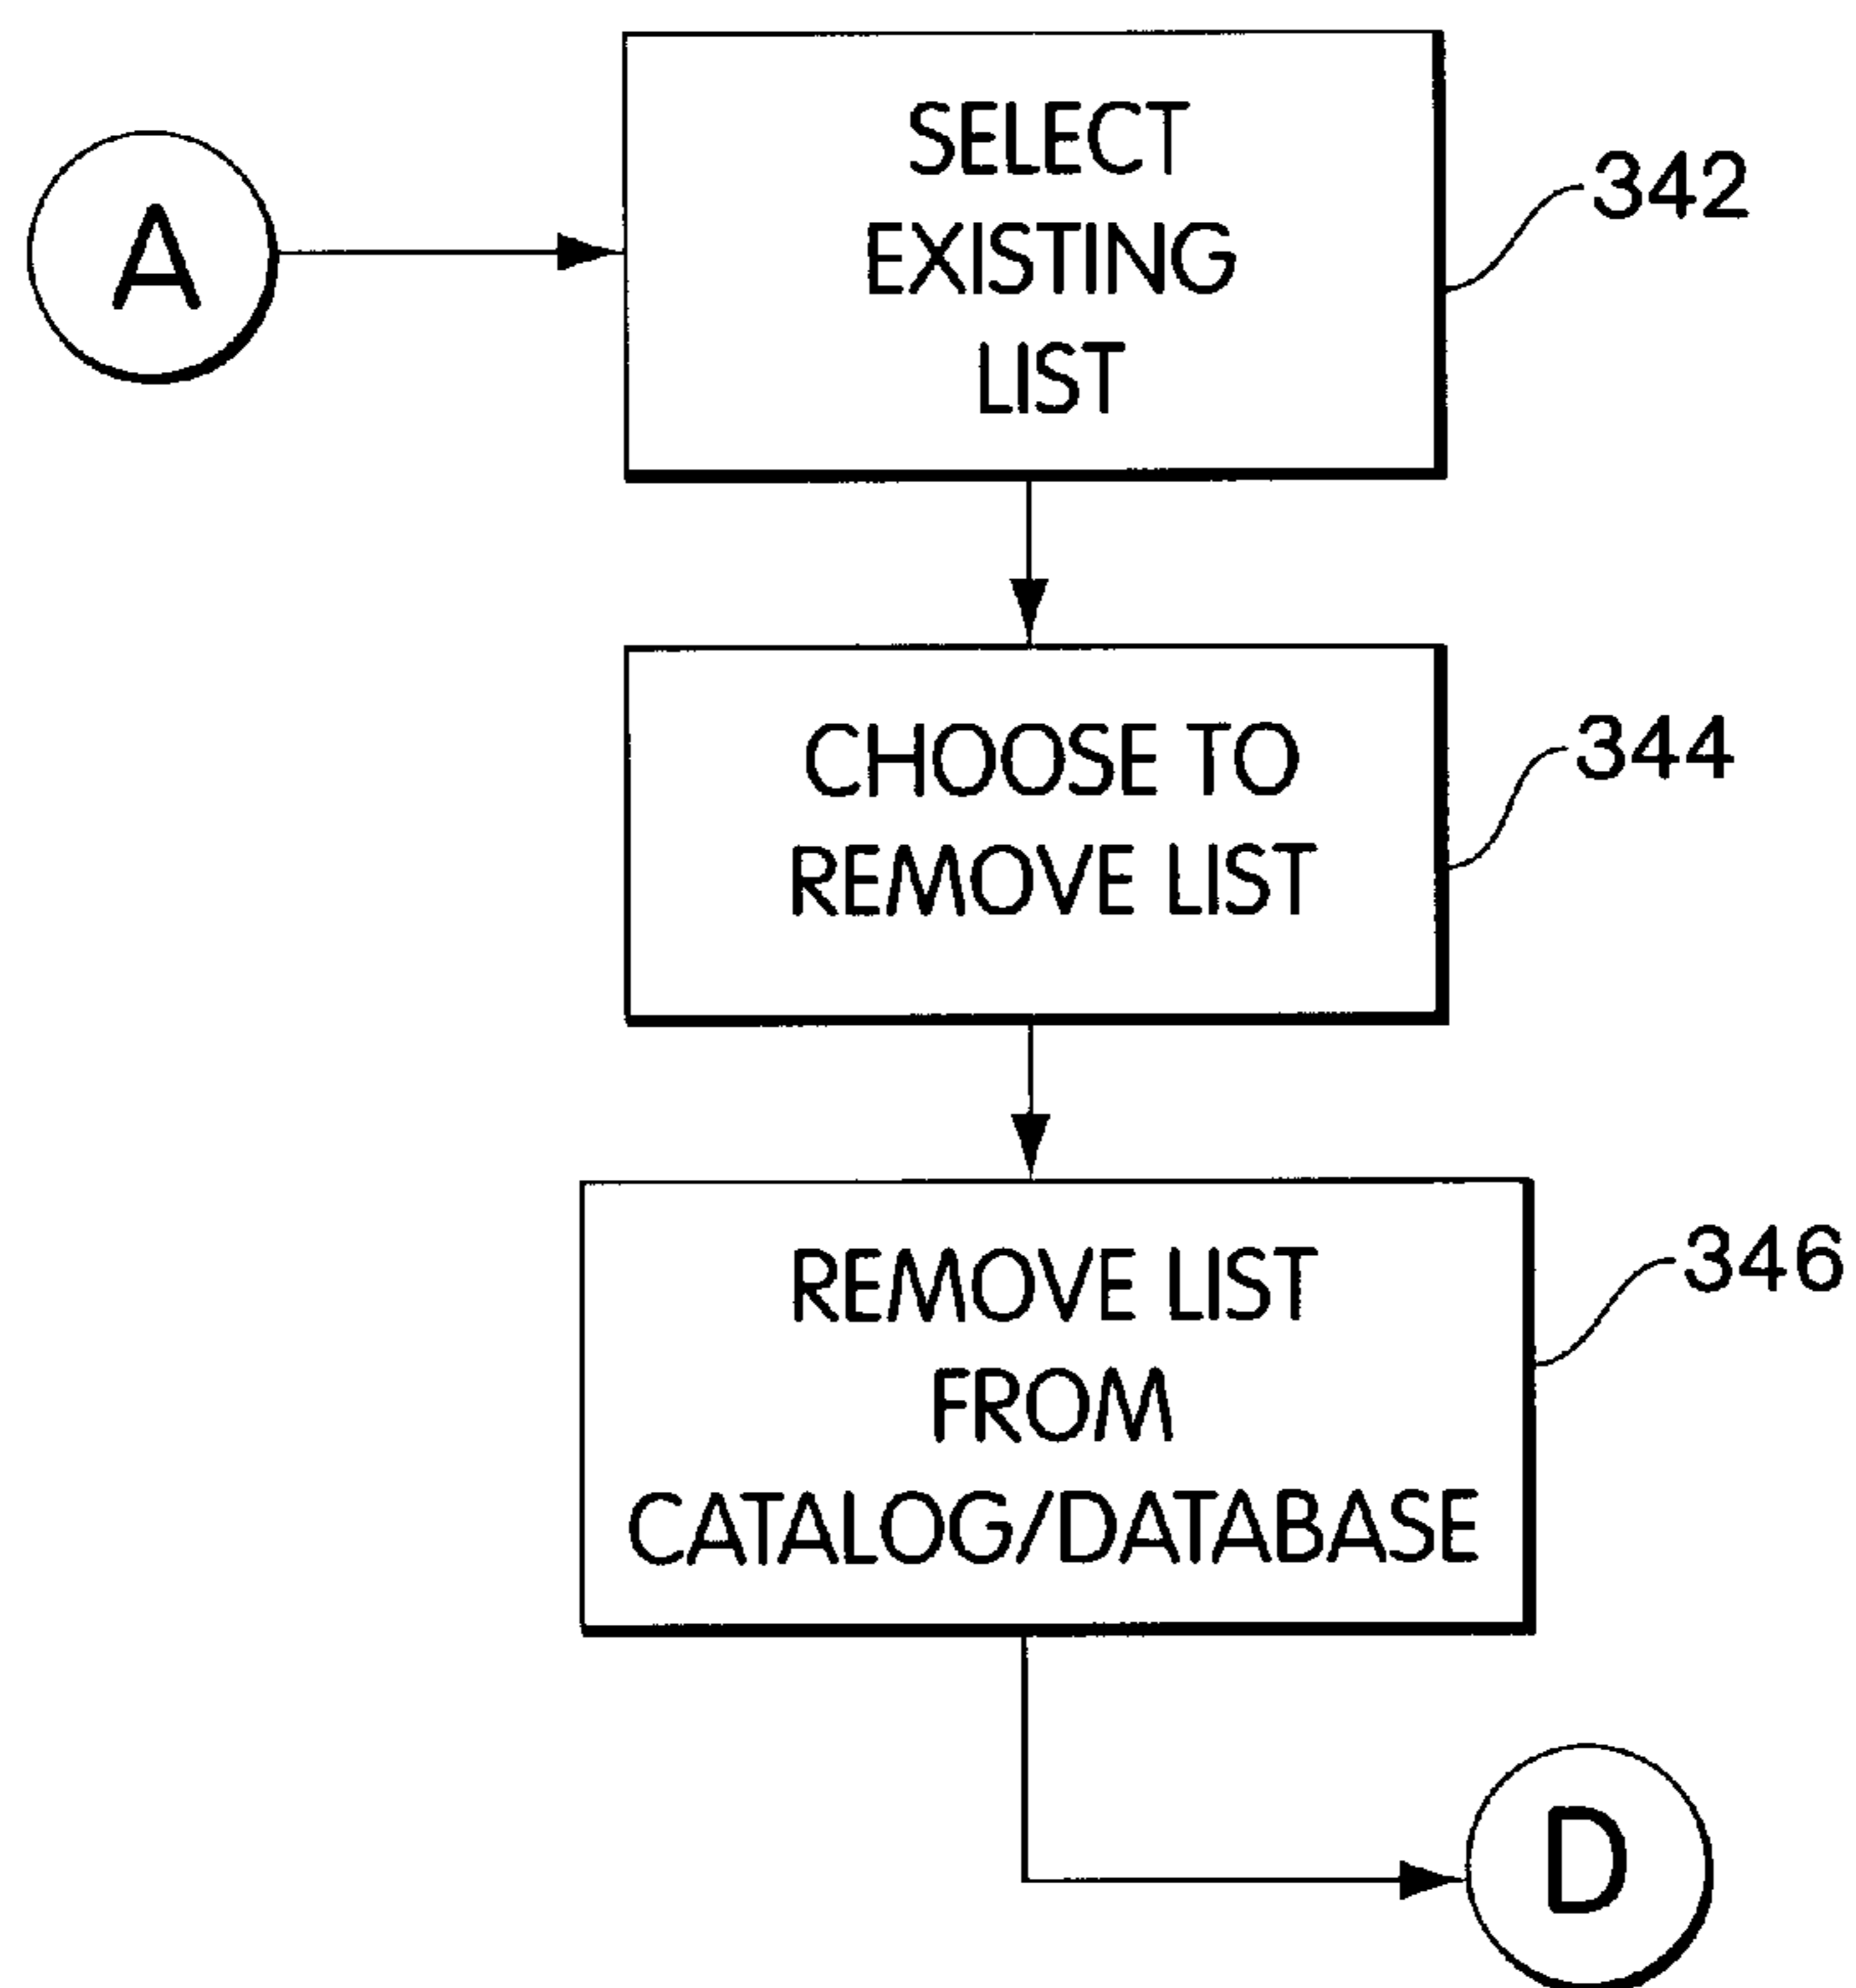 A
SELECT
EXISTING
LIST
342
CHOOSE TO
REMOVE LIST
344
REMOVE LIST
FROM
CATALOG/DATABASE
346
D